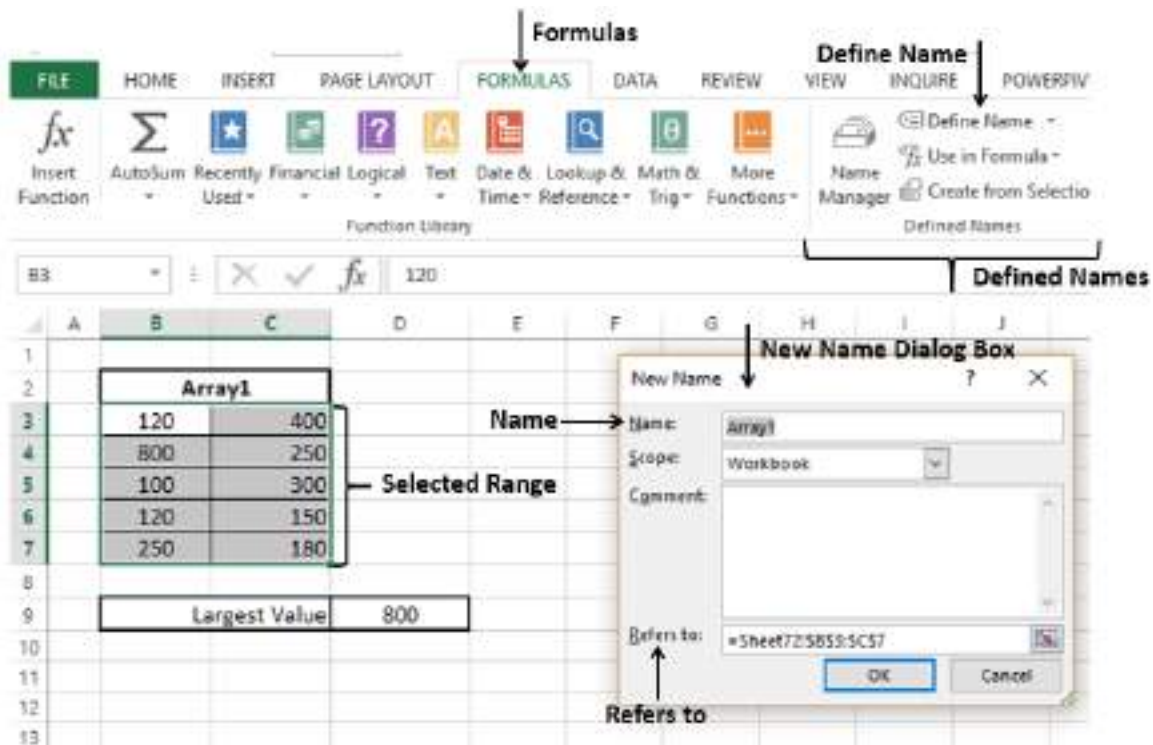 Formulas
Define Name
FILE HOME INSERT PAGE LAYOUT FORMULAS DATA REVIEW VIEW INQUIRE POWERPIV
fx Σ ? A θ ...
Insert Function
AutoSum
Recently Used
Financial
Logical
Text
Date & Time
Lookup & Reference
Math & Trig
More Functions
Name Manager
Define Name
Use in Formula
Create from Selectio
Function Library
Defined Names
Defined Names
B3 fx 120
A B C D E F G H I J
1
2 Array1
3 120 400
4 800 250
5 100 300
6 120 150
7 250 180
8
9 Largest Value 800
10
11
12
13
Selected Range
New Name Dialog Box
New Name ? ×
Name
Name: Array1
Scope: Workbook
Comment:
Refers to: =Sheet72!$B$3:$C$7
OK Cancel
Refers to